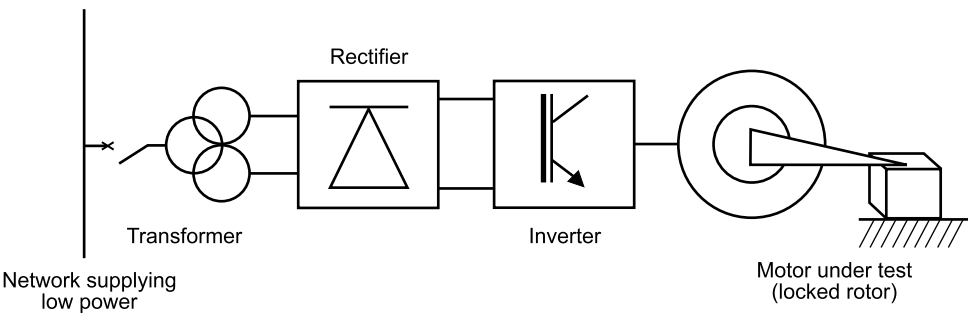 Rectifier
Transformer
Inverter
Network supplying
low power
Motor under test
(locked rotor)